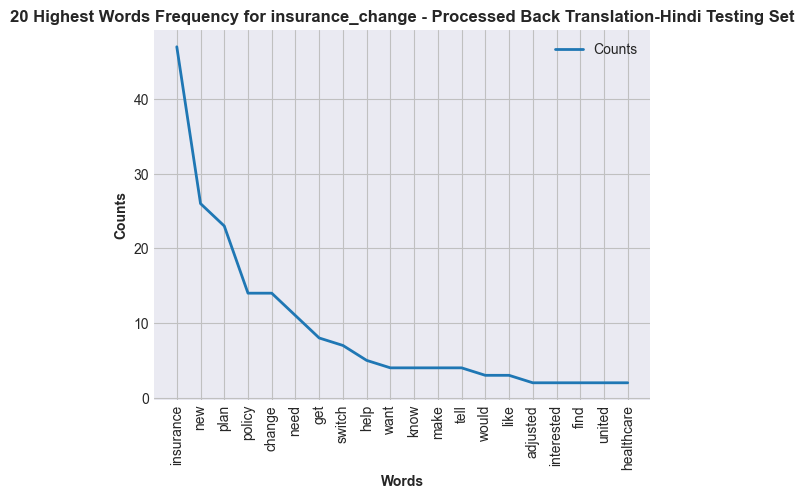 20 Highest Words Frequency for insurance_change - Processed Back Translation-Hindi Testing Set
Counts
Counts
40
30
20
10
0
insurance
new
plan
policy
change
need
get
switch
help
want
know
make
tell
would
like
adjusted
interested
find
united
healthcare
Words